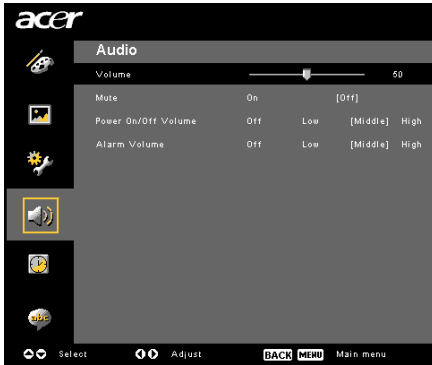 acer
Audio
Volume 50
Mute On [Off]
Power On/Off Volume Off Low [Middle] High
Alarm Volume Off Low [Middle] High
abc
Select Adjust BACK MENU Main menu